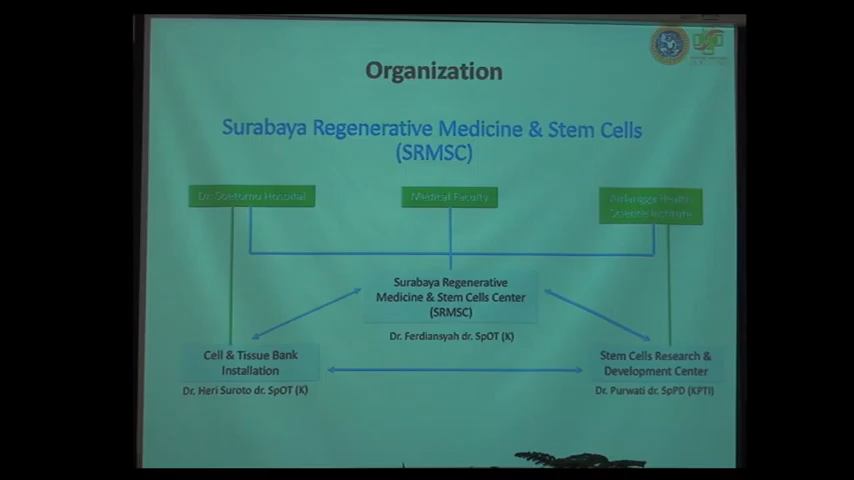 Organization
Surabaya Regenerative Medicine & Stem Cells
(SRMSC)
Dr. Soetomo Hospital
Medical Faculty
Airlangga Health
Science Institute
Surabaya Regenerative
Medicine & Stem Cells Center
(SRMSC)
Dr. Ferdiansyah dr. SpOT (K)
Cell & Tissue Bank
Installation
Dr. Heri Suroto dr. SpOT (K)
Stem Cells Research &
Development Center
Dr. Purwati dr. SpPD (KPTI)